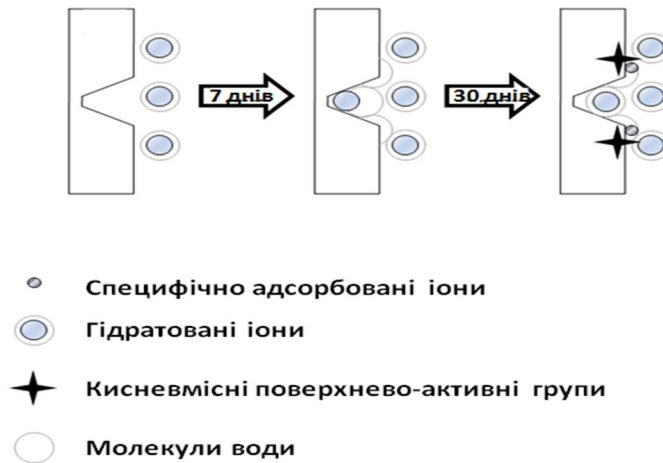 7 днів
30 днів
Специфічно адсорбовані іони
Гідратовані іони
Кисневмісні поверхнево-активні групи
Молекули води